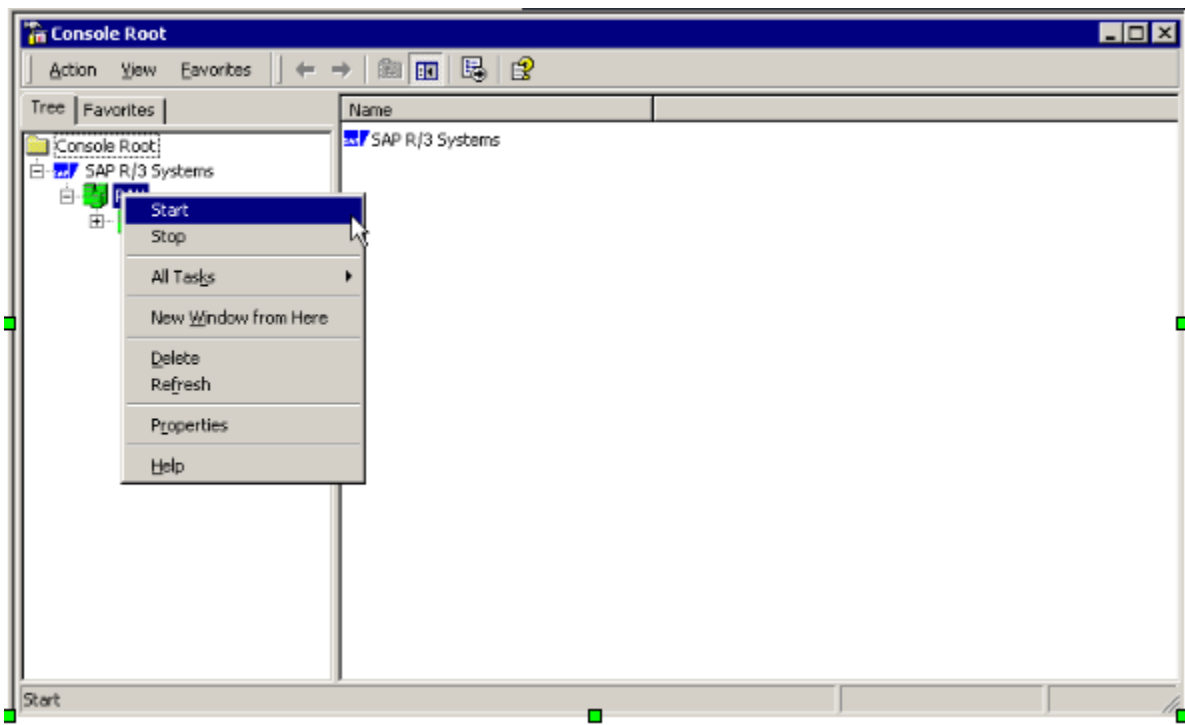 Console Root
Action View Favorites
Tree Favorites
Name
Console Root
SAP R/3 Systems
SAP R/3 Systems
Start
Stop
All Tasks
New Window from Here
Delete
Refresh
Properties
Help
Start